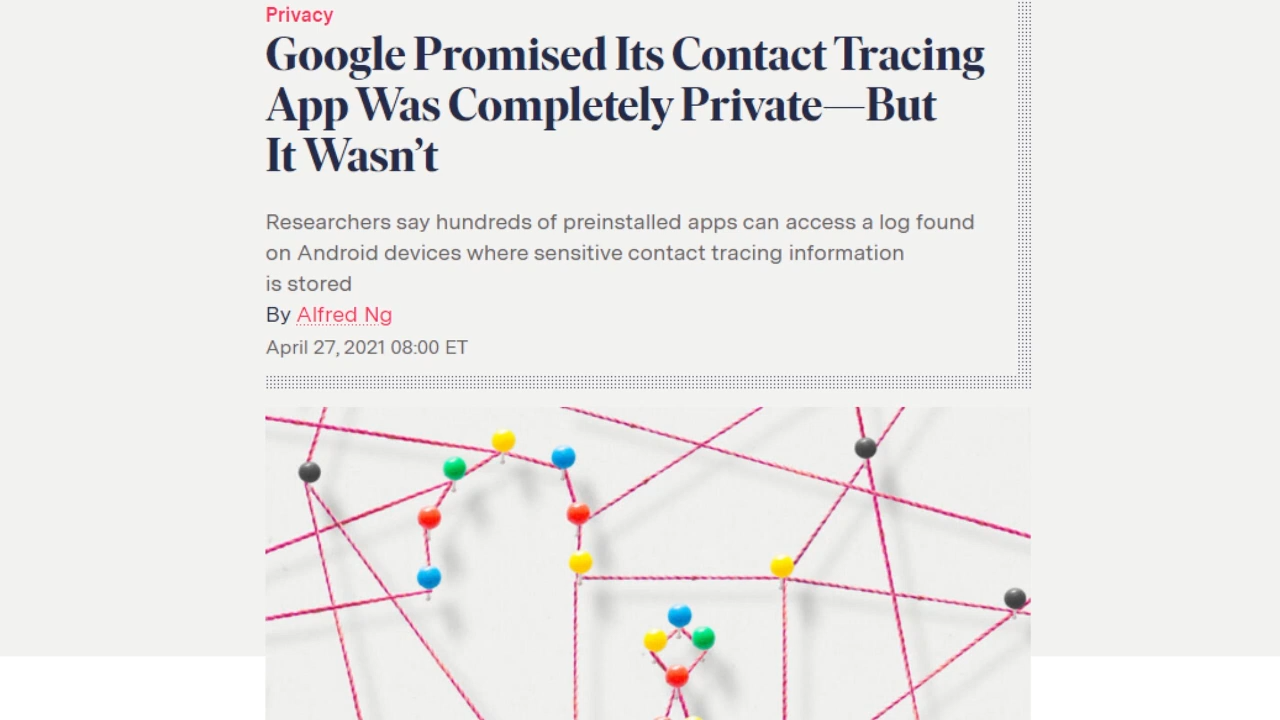 Privacy
Google Promised Its Contact Tracing
App Was Completely Private—But
It Wasn’t
Researchers say hundreds of preinstalled apps can access a log found
on Android devices where sensitive contact tracing information
is stored
By Alfred Ng
April 27, 2021 08:00 ET